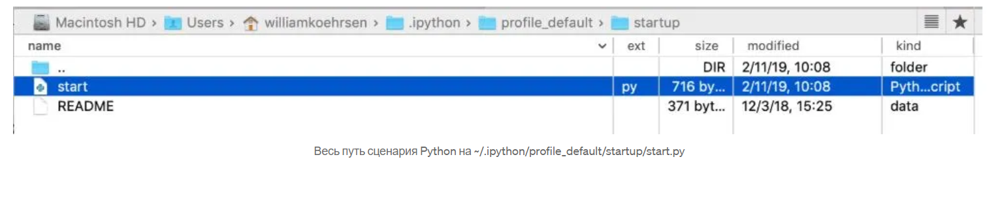 Macintosh HD › Users › williamkoehrsen › .ipython › profile_default › startup
name ext size modified kind
.. DIR 2/11/19, 10:08 folder
start py 716 by... 2/11/19, 10:08 Pyth...cript
README 371 byt... 12/3/18, 15:25 data
Весь путь сценария Python на ~/.ipython/profile_default/startup/start.py